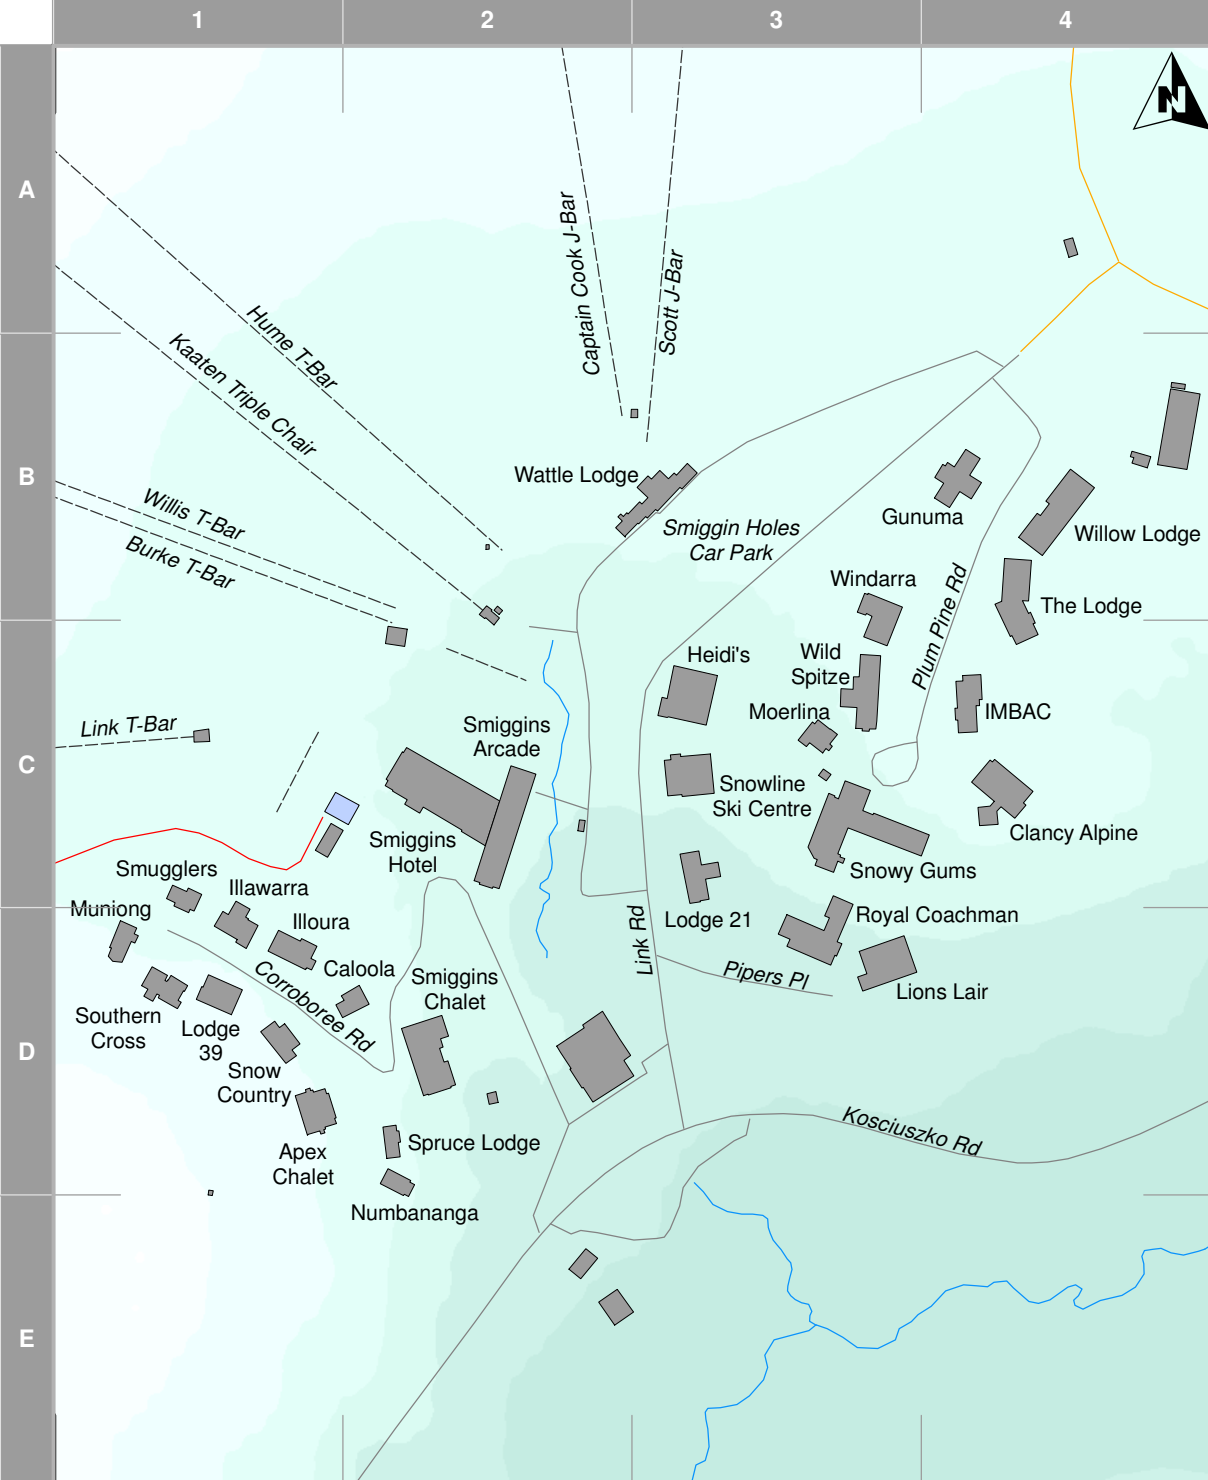 1
2
3
4
N
A
Captain Cook J-Bar
Scott J-Bar
Hume T-Bar
Kaaten Triple Chair
B
Wattle Lodge
Willis T-Bar
Burke T-Bar
Smiggin Holes
Car Park
Gunuma
Willow Lodge
Windarra
Plum Pine Rd
The Lodge
Heidi's
Wild
Spitze
Moerlina
IMBAC
Link T-Bar
Smiggins
Arcade
C
Snowline
Ski Centre
Clancy Alpine
Smiggins
Hotel
Snowy Gums
Smugglers
Illawarra
Muniong
Illoura
Lodge 21
Royal Coachman
Link Rd
Caloola
Corroboree Rd
Smiggins
Chalet
Pipers Pl
Lions Lair
Southern
Cross
Lodge
39
D
Snow
Country
Apex
Chalet
Spruce Lodge
Kosciuszko Rd
Numbananga
E